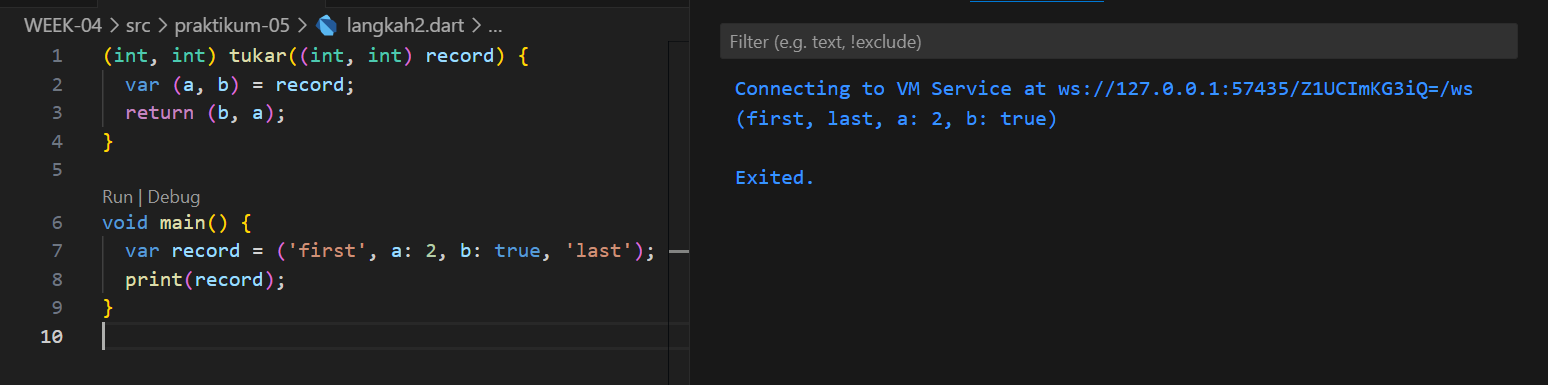 WEEK-04 > src > praktikum-05 > langkah2.dart > ...
1 (int, int) tukar((int, int) record) {
2 var (a, b) = record;
3 return (b, a);
4 }
5
Run | Debug
6 void main() {
7 var record = ('first', a: 2, b: true, 'last');
8 print(record);
9 }
10
Filter (e.g. text, !exclude)
Connecting to VM Service at ws://127.0.0.1:57435/Z1UCImKG3iQ=/ws
(first, last, a: 2, b: true)
Exited.